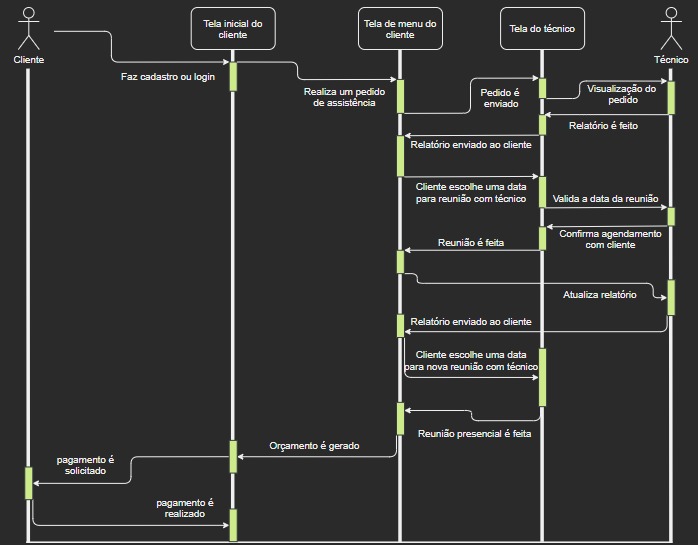 Tela inicial do
cliente
Tela de menu do
cliente
Tela do técnico
Cliente
Técnico
Faz cadastro ou login
Realiza um pedido
de assistência
Pedido é
enviado
Visualização do
pedido
Relatório é feito
Relatório enviado ao cliente
Cliente escolhe uma data
para reunião com técnico
Valida a data da reunião
Confirma agendamento
com cliente
Reunião é feita
Atualiza relatório
Relatório enviado ao cliente
Cliente escolhe uma data
para nova reunião com técnico
Reunião presencial é feita
Orçamento é gerado
pagamento é
solicitado
pagamento é
realizado